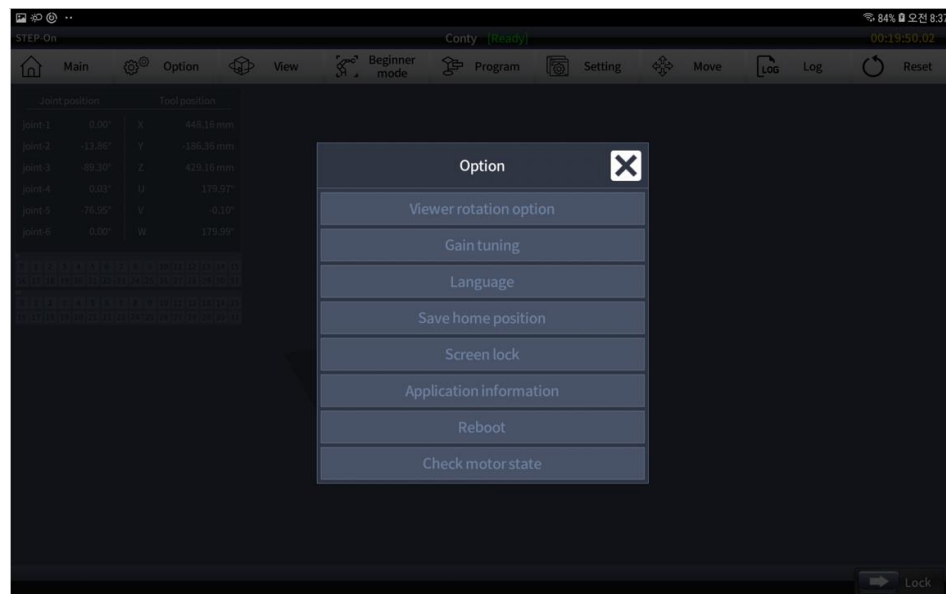 84% 오전 8:37
STEP-On Conty [Ready] 00:19:50.02
Main Option View Beginner mode Program Setting Move LOG Log Reset
Joint position Tool position
joint-1 0.00° X 448.16 mm
joint-2 -13.86° Y -186.36 mm
joint-3 -89.30° Z 429.16 mm
joint-4 0.03° U 179.97°
joint-5 -76.95° V -0.10°
joint-6 0.00° W 179.99°
Option
Viewer rotation option
Gain tuning
Language
Save home position
Screen lock
Application information
Reboot
Check motor state
Lock